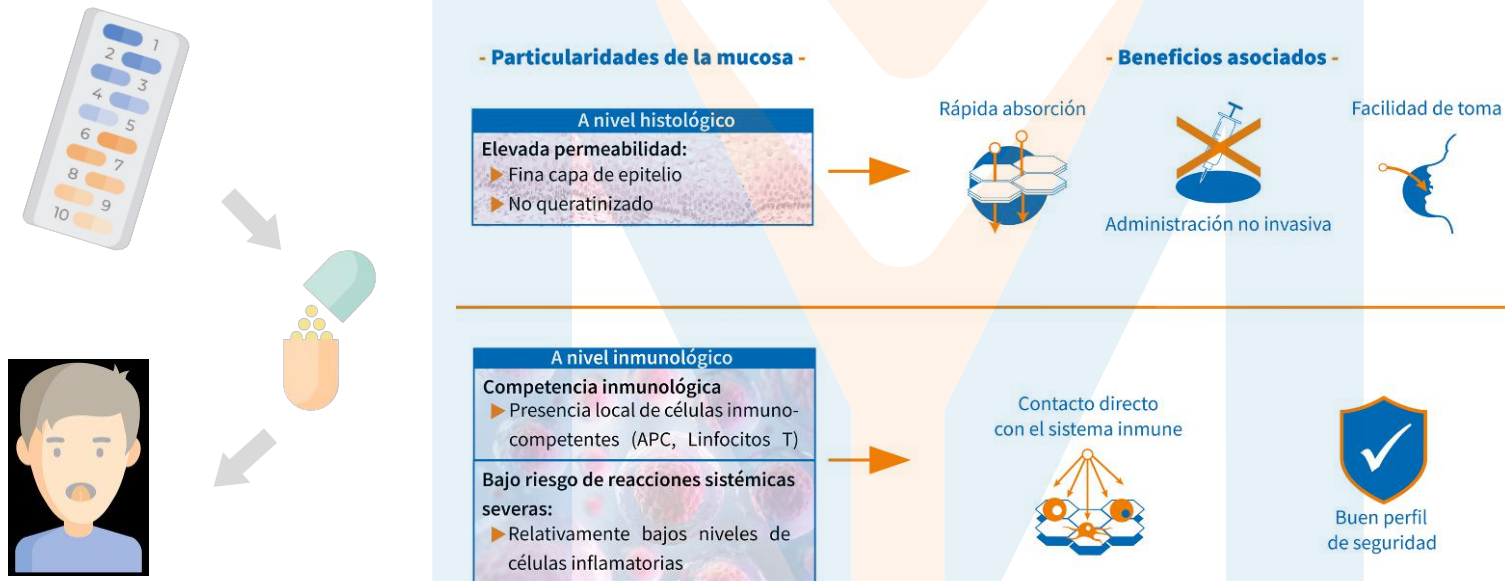 1
2
3
4
5
6
7
8
9
10
- Particularidades de la mucosa -
- Beneficios asociados -
A nivel histológico
Elevada permeabilidad:
Fina capa de epitelio
No queratinizado
Rápida absorción
Administración no invasiva
Facilidad de toma
A nivel inmunológico
Competencia inmunológica
Presencia local de células inmuno-
competentes (APC, Linfocitos T)
Bajo riesgo de reacciones sistémicas
severas:
Relativamente bajos niveles de
células inflamatorias
Contacto directo
con el sistema inmune
Buen perfil
de seguridad